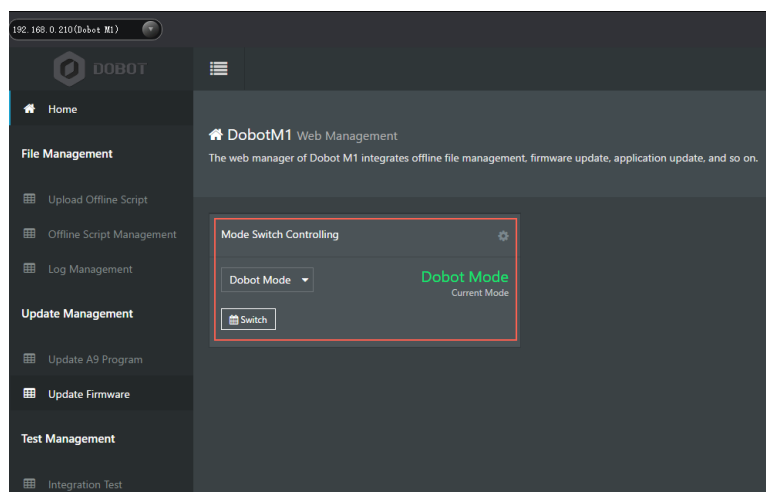 192.168.0.210(Dobot M1)
DOBOT
Home
DobotM1 Web Management
File Management
The web manager of Dobot M1 integrates offline file management, firmware update, application update, and so on.
Upload Offline Script
Offline Script Management
Mode Switch Controlling
Log Management
Dobot Mode
Dobot Mode
Current Mode
Update Management
Switch
Update A9 Program
Update Firmware
Test Management
Integration Test